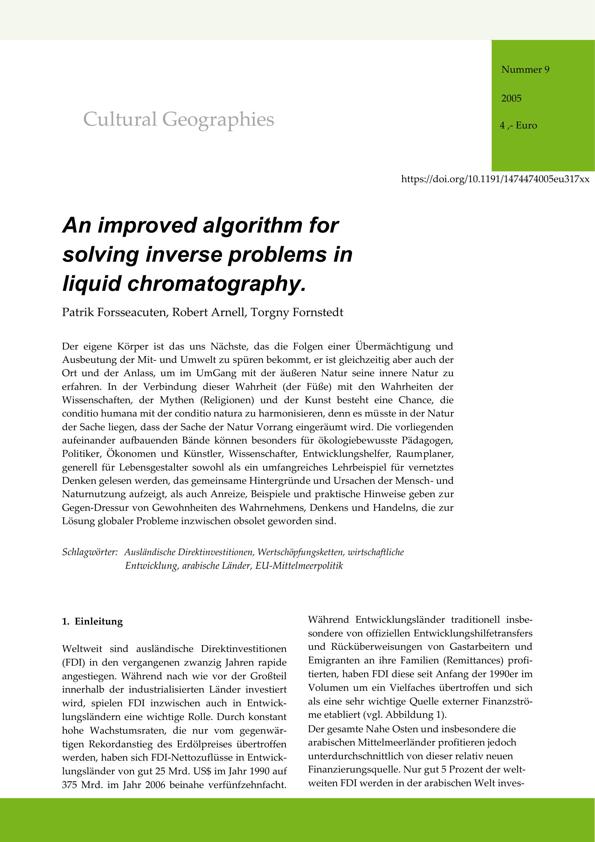 Nummer 9
2005
4 ,- Euro
Cultural Geographies
https://doi.org/10.1191/1474474005eu317xx
An improved algorithm for
solving inverse problems in
liquid chromatography.
Patrik Forsseacuten, Robert Arnell, Torgny Fornstedt
Der eigene Körper ist das uns Nächste, das die Folgen einer Übermächtigung und
Ausbeutung der Mit- und Umwelt zu spüren bekommt, er ist gleichzeitig aber auch der
Ort und der Anlass, um im UmGang mit der äußeren Natur seine innere Natur zu
erfahren. In der Verbindung dieser Wahrheit (der Füße) mit den Wahrheiten der
Wissenschaften, der Mythen (Religionen) und der Kunst besteht eine Chance, die
conditio humana mit der conditio natura zu harmonisieren, denn es müsste in der Natur
der Sache liegen, dass der Sache der Natur Vorrang eingeräumt wird. Die vorliegenden
aufeinander aufbauenden Bände können besonders für ökologiebewusste Pädagogen,
Politiker, Ökonomen und Künstler, Wissenschafter, Entwicklungshelfer, Raumplaner,
generell für Lebensgestalter sowohl als ein umfangreiches Lehrbeispiel für vernetztes
Denken gelesen werden, das gemeinsame Hintergründe und Ursachen der Mensch- und
Naturnutzung aufzeigt, als auch Anreize, Beispiele und praktische Hinweise geben zur
Gegen-Dressur von Gewohnheiten des Wahrnehmens, Denkens und Handelns, die zur
Lösung globaler Probleme inzwischen obsolet geworden sind.
Schlagwörter: Ausländische Direktinvestitionen, Wertschöpfungsketten, wirtschaftliche
Entwicklung, arabische Länder, EU-Mittelmeerpolitik
1. Einleitung
Weltweit sind ausländische Direktinvestitionen
(FDI) in den vergangenen zwanzig Jahren rapide
angestiegen. Während nach wie vor der Großteil
innerhalb der industrialisierten Länder investiert
wird, spielen FDI inzwischen auch in Entwick-
lungsländern eine wichtige Rolle. Durch konstant
hohe Wachstumsraten, die nur vom gegenwär-
tigen Rekordanstieg des Erdölpreises übertroffen
werden, haben sich FDI-Nettozuflüsse in Entwick-
lungsländer von gut 25 Mrd. US$ im Jahr 1990 auf
375 Mrd. im Jahr 2006 beinahe verfünfzehnfacht.
Während Entwicklungsländer traditionell insbe-
sondere von offiziellen Entwicklungshilfetransfers
und Rücküberweisungen von Gastarbeitern und
Emigranten an ihre Familien (Remittances) profi-
tierten, haben FDI diese seit Anfang der 1990er im
Volumen um ein Vielfaches übertroffen und sich
als eine sehr wichtige Quelle externer Finanzströ-
me etabliert (vgl. Abbildung 1).
Der gesamte Nahe Osten und insbesondere die
arabischen Mittelmeerländer profitieren jedoch
unterdurchschnittlich von dieser relativ neuen
Finanzierungsquelle. Nur gut 5 Prozent der welt-
weiten FDI werden in der arabischen Welt inves-